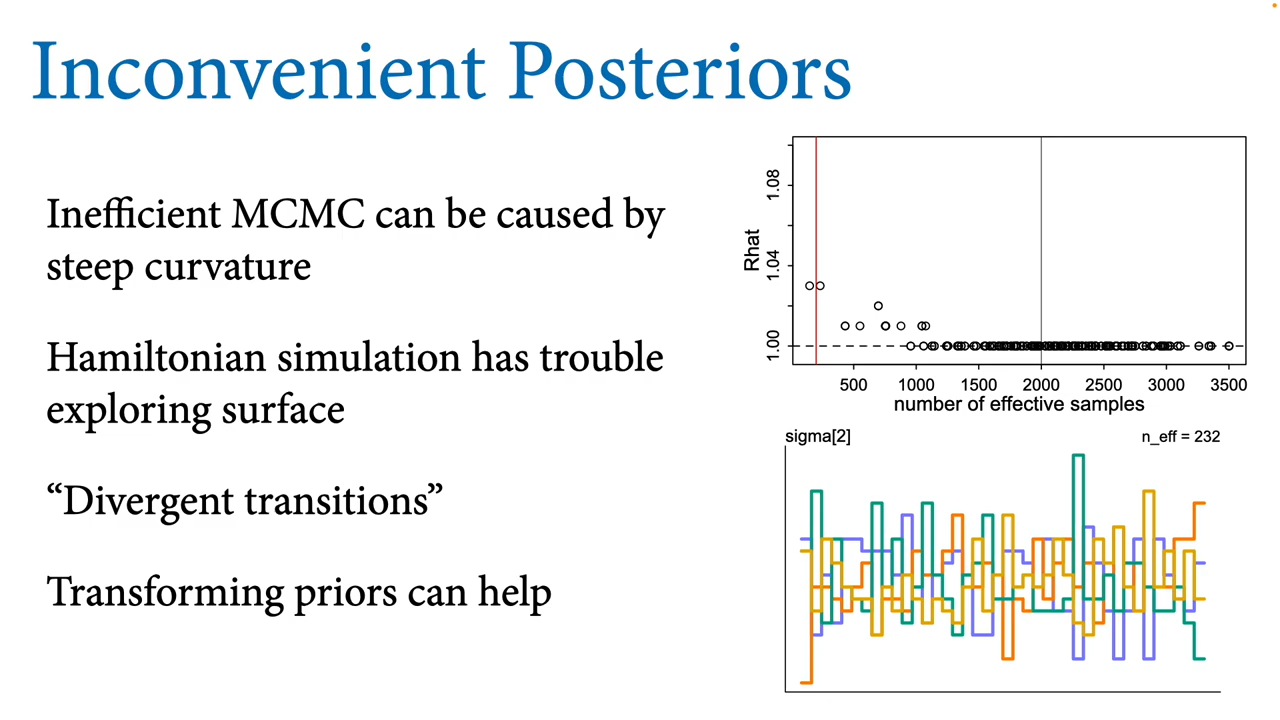 Inconvenient Posteriors
Inefficient MCMC can be caused by
steep curvature
Hamiltonian simulation has trouble
exploring surface
“Divergent transitions”
Transforming priors can help
Rhat
1.08
1.04
1.00
500 1000 1500 2000 2500 3000 3500
number of effective samples
sigma[2] n_eff = 232